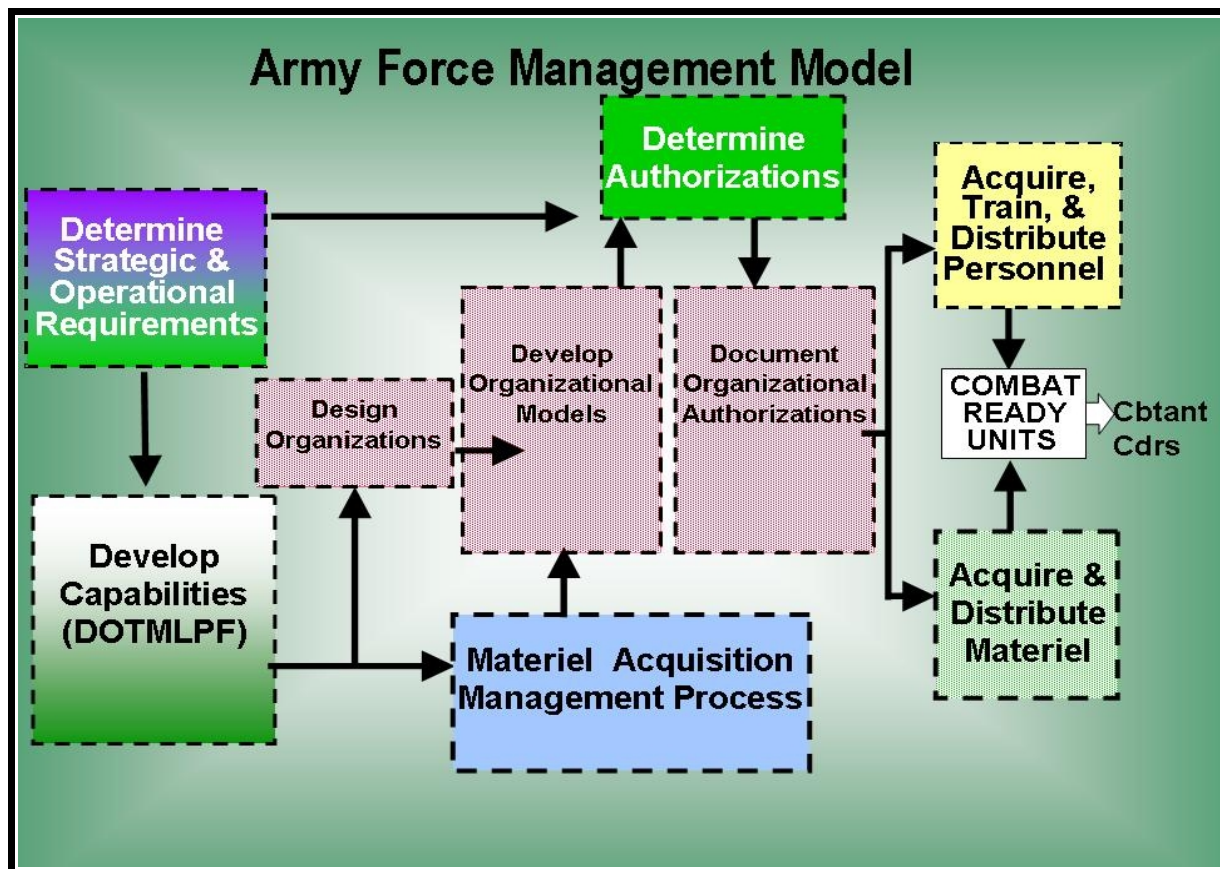 Army Force Management Model
Determine
Authorizations
Determine
Strategic &
Operational
Requirements
Acquire,
Train, &
Distribute
Personnel
Design
Organizations
Develop
Organizational
Models
Document
Organizational
Authorizations
COMBAT
READY
UNITS
Cbtant
Cdrs
Develop
Capabilities
(DOTMLPF)
Materiel Acquisition
Management Process
Acquire &
Distribute
Materiel